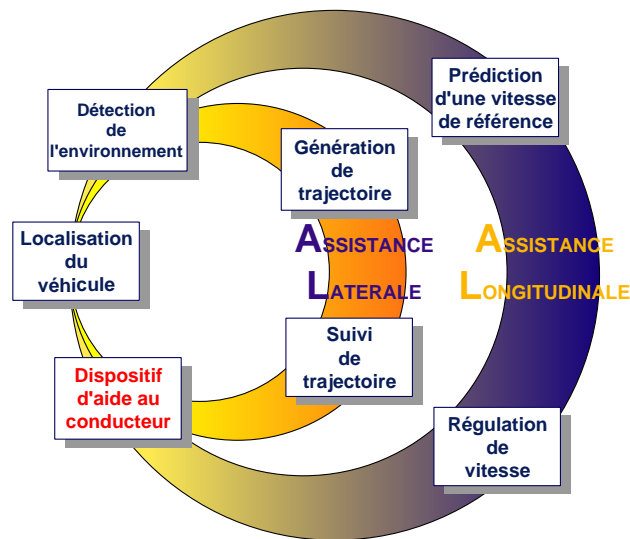 Détection
de
l'environnement
Prédiction
d'une vitesse
de référence
Génération
de
trajectoire
Localisation
du
véhicule
ASSISTANCE
LATERALE
ASSISTANCE
LONGITUDINALE
Suivi
de
trajectoire
Dispositif
d'aide au
conducteur
Régulation
de
vitesse